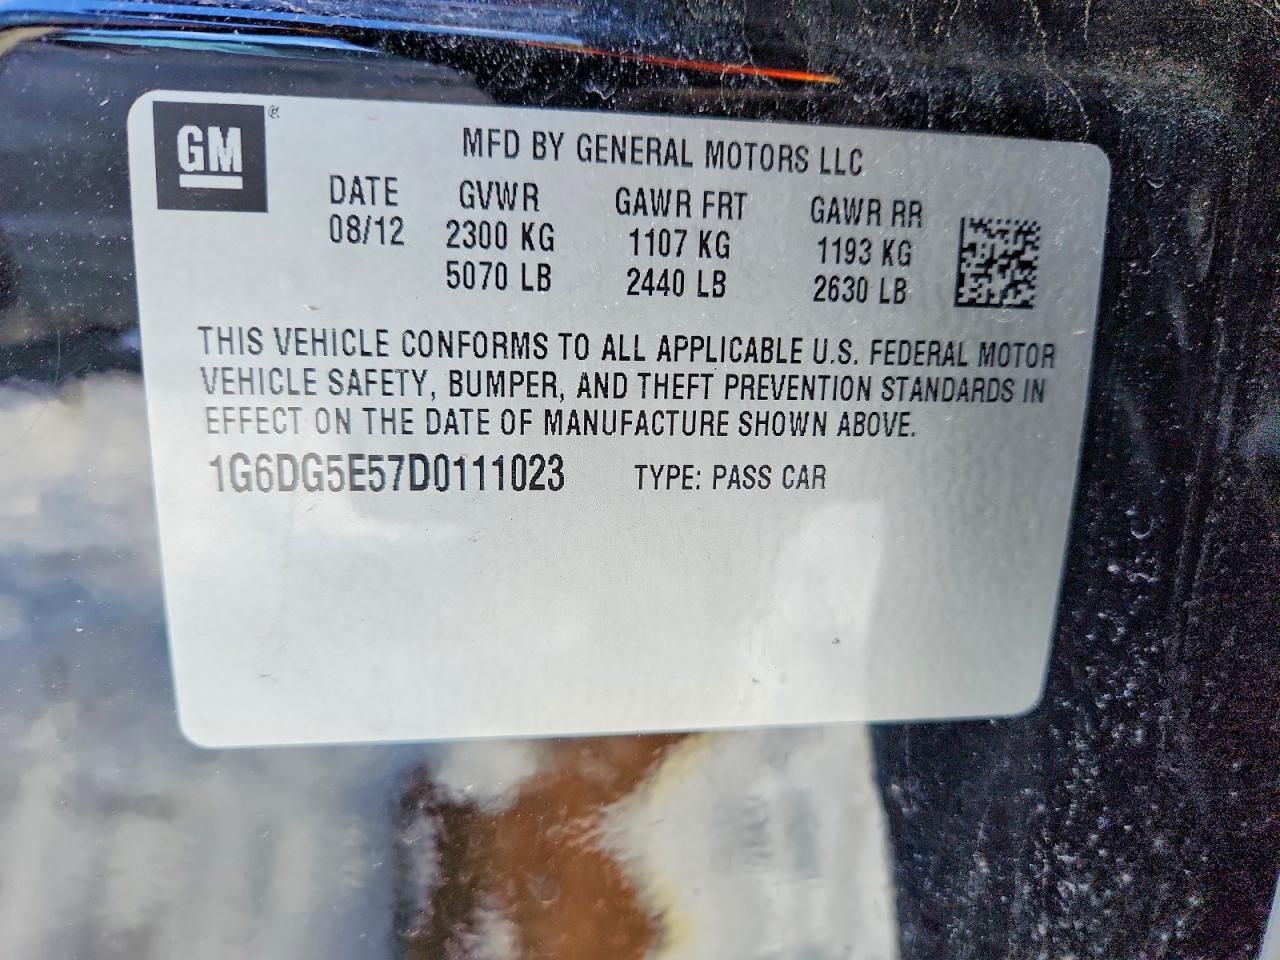 GM ®
MFD BY GENERAL MOTORS LLC
DATE GVWR GAWR FRT GAWR RR
08/12 2300 KG 1107 KG 1193 KG
5070 LB 2440 LB 2630 LB
THIS VEHICLE CONFORMS TO ALL APPLICABLE U.S. FEDERAL MOTOR
VEHICLE SAFETY, BUMPER, AND THEFT PREVENTION STANDARDS IN
EFFECT ON THE DATE OF MANUFACTURE SHOWN ABOVE.
1G6DG5E57D0111023 TYPE: PASS CAR